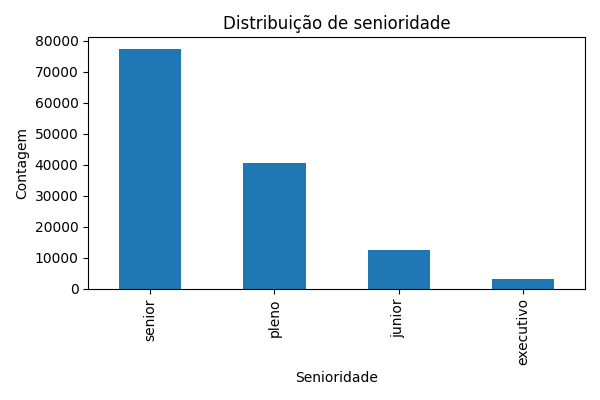 Distribuição de senioridade
Contagem
80000
70000
60000
50000
40000
30000
20000
10000
0
senior
pleno
junior
executivo
Senioridade